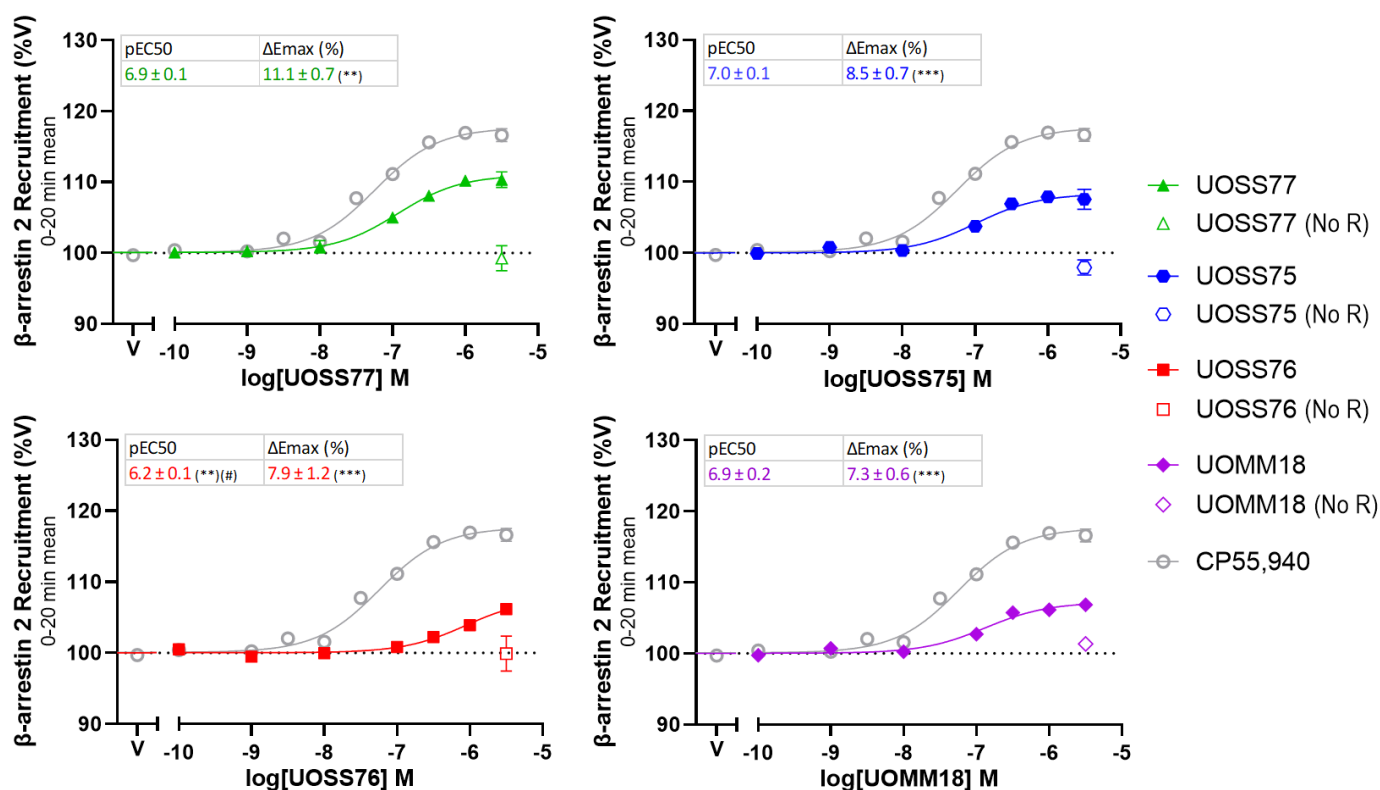 130
120
110
100
90
β-arrestin 2 Recruitment (%V)
0-20 min mean
pEC50 ΔEmax (%)
6.9 ± 0.1 11.1 ± 0.7 (**)
V -10 -9 -8 -7 -6 -5
log[UOSS77] M
130
120
110
100
90
β-arrestin 2 Recruitment (%V)
0-20 min mean
pEC50 ΔEmax (%)
7.0 ± 0.1 8.5 ± 0.7 (***)
V -10 -9 -8 -7 -6 -5
log[UOSS75] M
130
120
110
100
90
β-arrestin 2 Recruitment (%V)
0-20 min mean
pEC50 ΔEmax (%)
6.2 ± 0.1 (**)(#) 7.9 ± 1.2 (***)
V -10 -9 -8 -7 -6 -5
log[UOSS76] M
130
120
110
100
90
β-arrestin 2 Recruitment (%V)
0-20 min mean
pEC50 ΔEmax (%)
6.9 ± 0.2 7.3 ± 0.6 (***)
V -10 -9 -8 -7 -6 -5
log[UOMM18] M
UOSS77
UOSS77 (No R)
UOSS75
UOSS75 (No R)
UOSS76
UOSS76 (No R)
UOMM18
UOMM18 (No R)
CP55,940